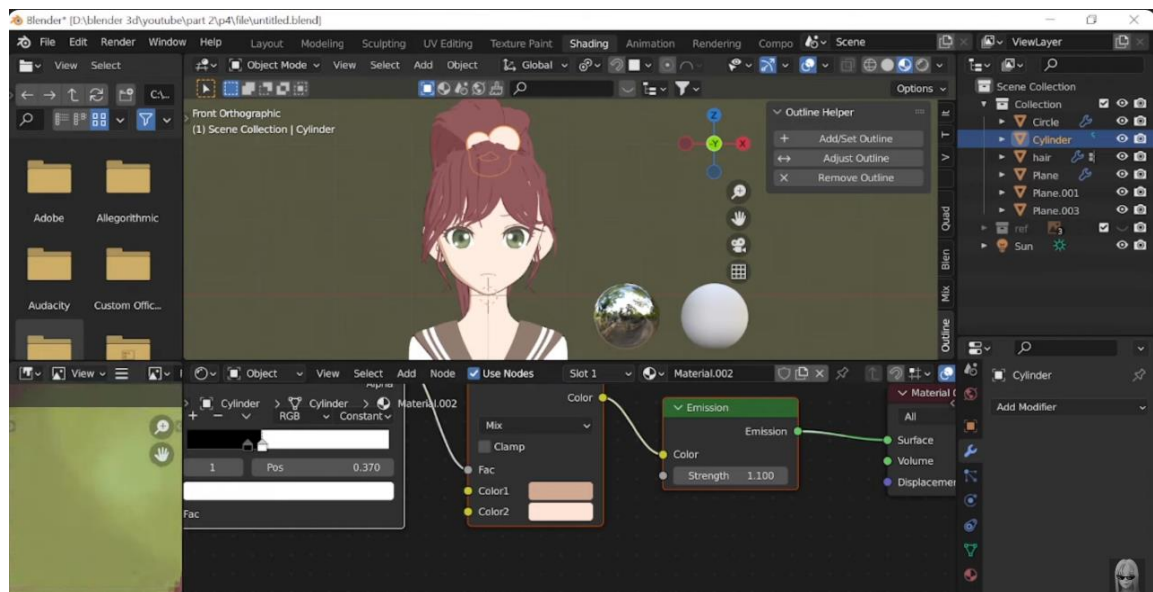 Blender* [D:\blender 3d\youtube\part 2\p4\file\untitled.blend]
File Edit Render Window Help Layout Modeling Sculpting UV Editing Texture Paint Shading Animation Rendering Compo Scene ViewLayer
View Select Object Mode View Select Add Object Global
C:\... Options
Front Orthographic
(1) Scene Collection | Cylinder
Z
-Y
X
Outline Helper
Add/Set Outline
Adjust Outline
Remove Outline
Quad
Blen
Mix
Outline
Scene Collection
Collection
Circle
Cylinder
hair
Plane
Plane.001
Plane.003
ref 3
Sun
Adobe Allegorithmic
Audacity Custom Offic...
View Object View Select Add Node Use Nodes Slot 1 Material.002
Cylinder > Cylinder > Material.002
RGB Constant
1 Pos 0.370
Fac
Color
Mix
Clamp
Fac
Color1
Color2
Emission
Emission
Color
Strength 1.100
All
Surface
Volume
Cylinder
Add Modifier